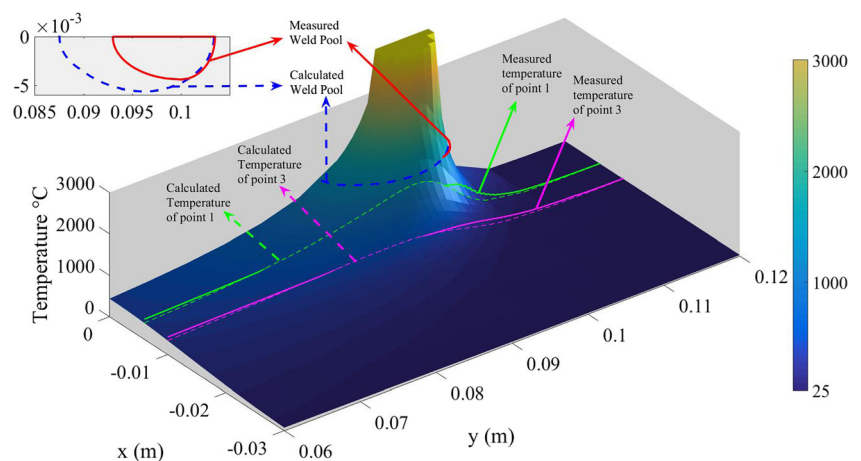 ×10⁻³
0
-5
0.085
0.09
0.095
0.1
Measured
Weld Pool
Calculated
Weld Pool
Measured
temperature
of point 1
Measured
temperature
of point 3
Calculated
Temperature
of point 3
Calculated
Temperature
of point 1
Temperature °C
3000
2000
1000
0
0
-0.01
-0.02
-0.03
x (m)
0.06
0.07
0.08
0.09
0.1
0.11
0.12
y (m)
3000
2000
1000
25